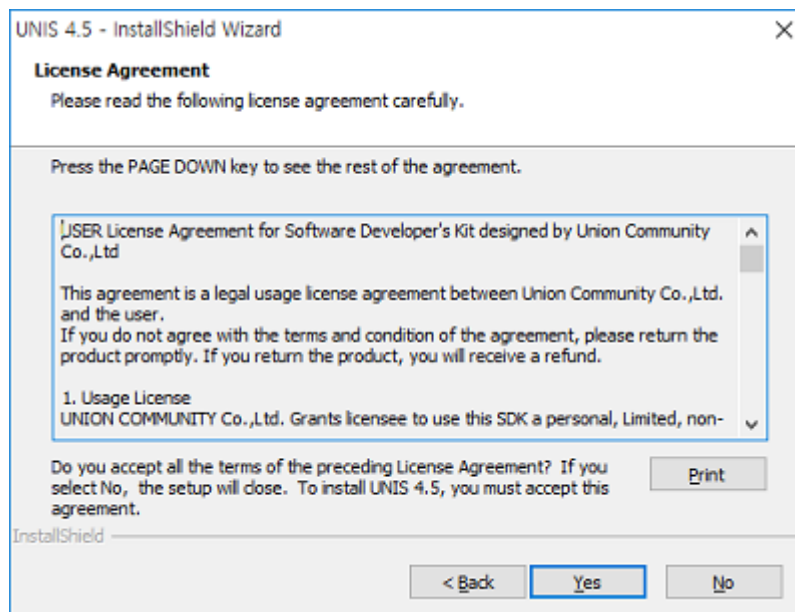 UNIS 4.5 - InstallShield Wizard
License Agreement
Please read the following license agreement carefully.
Press the PAGE DOWN key to see the rest of the agreement.
USER License Agreement for Software Developer's Kit designed by Union Community
Co.,Ltd
This agreement is a legal usage license agreement between Union Community Co.,Ltd.
and the user.
If you do not agree with the terms and condition of the agreement, please return the
product promptly. If you return the product, you will receive a refund.
1. Usage License
UNION COMMUNITY Co.,Ltd. Grants licensee to use this SDK a personal, Limited, non-
Do you accept all the terms of the preceding License Agreement? If you
select No, the setup will close. To install UNIS 4.5, you must accept this
agreement.
Print
InstallShield
< Back
Yes
No